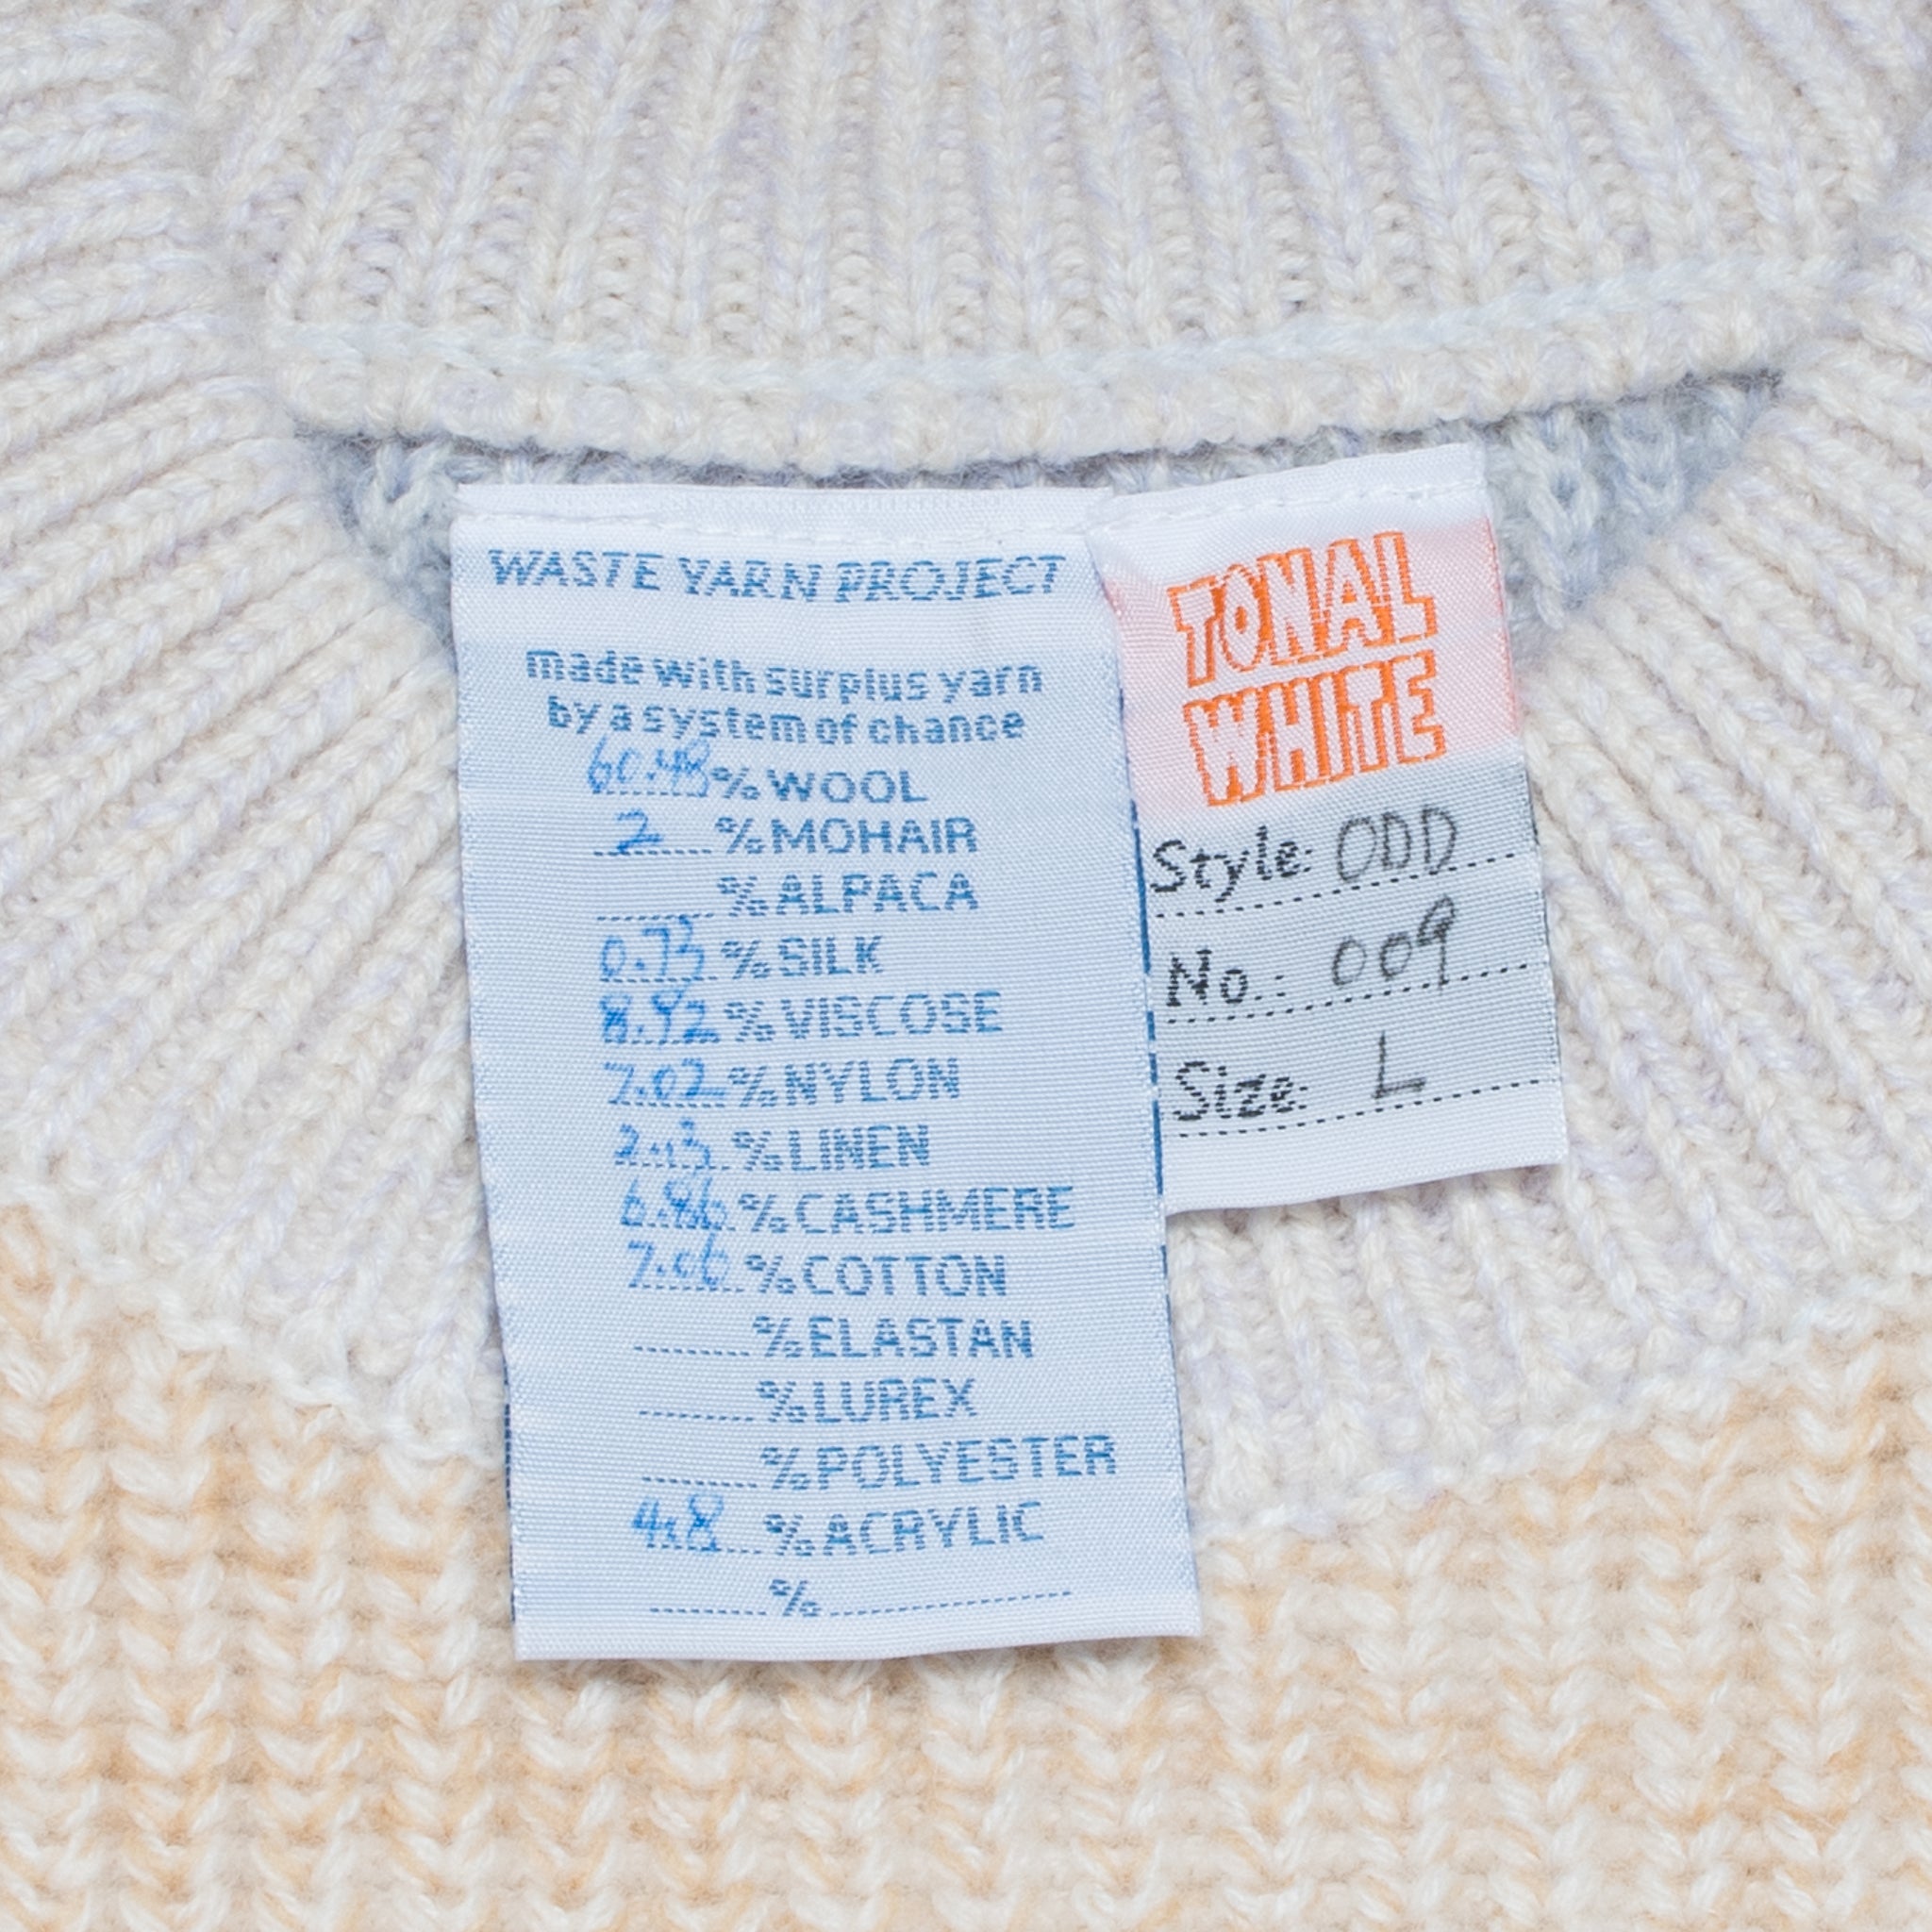 WASTE YARN PROJECT
made with surplus yarn
by a system of chance
60.48% WOOL
2 % MOHAIR
% ALPACA
0.73% SILK
8.92% VISCOSE
7.02% NYLON
2.13% LINEN
6.86% CASHMERE
7.06% COTTON
% ELASTAN
% LUREX
% POLYESTER
4.8 % ACRYLIC
%
TONAL
WHITE
Style: ODD
No.: 009
Size: L